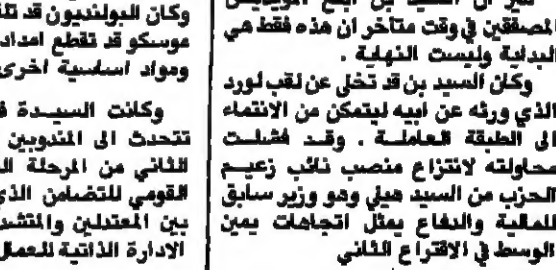 المصفقين في وقت متأخر ان هذه فقط هي
البداية وليست النهاية .
وكان السيد بن قد تخلى عن لقب لورد
الذي ورثه عن ابيه ليتمكن من الانتماء
الى الطبقة العاملة . وقد فشلت
محاولته لانتزاع منصب نائب زعيم
الحزب من السيد هيلي وهو وزير سابق
للمالية والدفاع يمثل اتجاهات يمين
الوسط في الاقتراع الثاني
وكان البولنديون قد
موسكو قد تقطع امداد
ومواد اساسية اخرى
وكانت السيدة
تتحدث الى المندوبين
الثاني من المرحلة
القومي للتضامن
بين المعتدلين
الادارة الذاتية للعمال